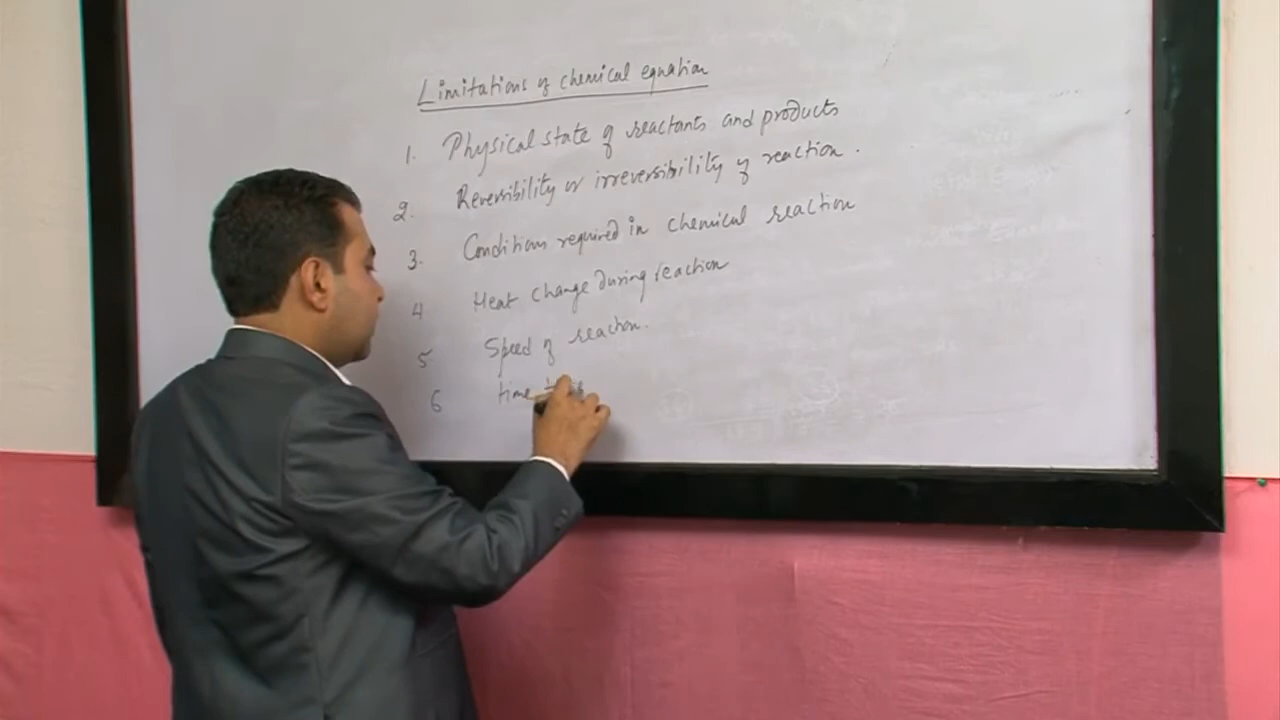 Limitations of chemical equation
1. Physical state of reactants and products
2. Reversibility or irreversibility of reaction.
3. Conditions required in chemical reaction
4 Heat change during reaction
5 Speed of reaction.
6 time